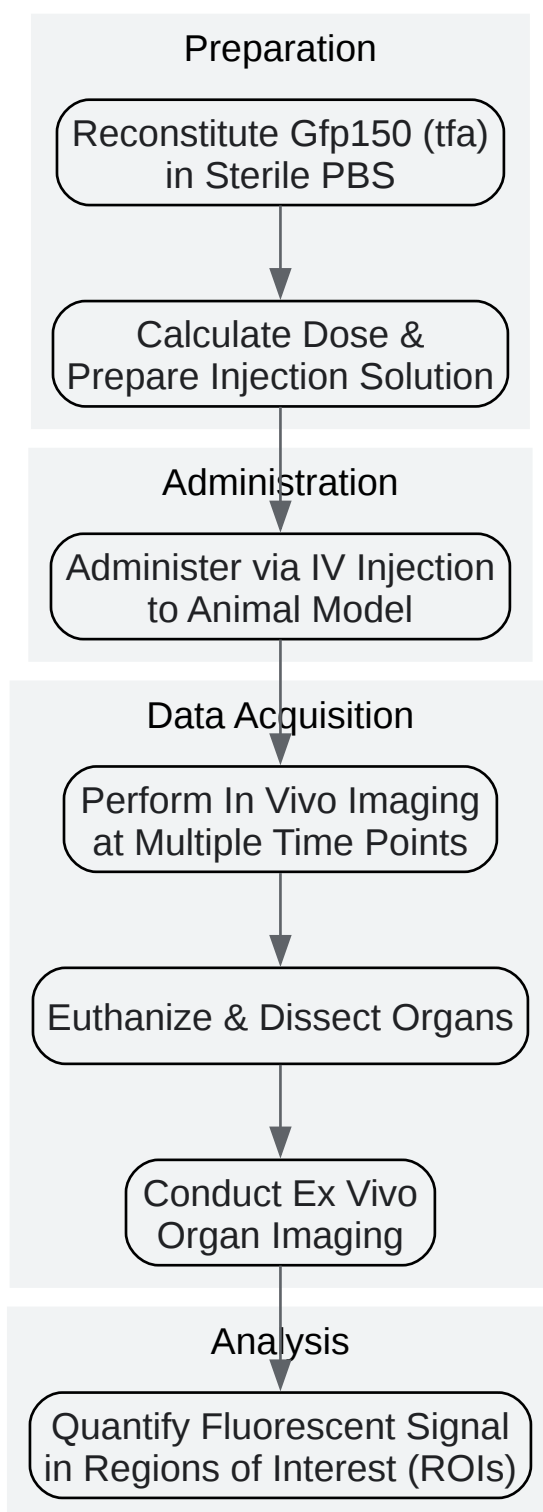 Preparation
Reconstitute Gfp150 (tfa)
in Sterile PBS
Calculate Dose &
Prepare Injection Solution
Administration
Administer via IV Injection
to Animal Model
Data Acquisition
Perform In Vivo Imaging
at Multiple Time Points
Euthanize & Dissect Organs
Conduct Ex Vivo
Organ Imaging
Analysis
Quantify Fluorescent Signal
in Regions of Interest (ROIs)